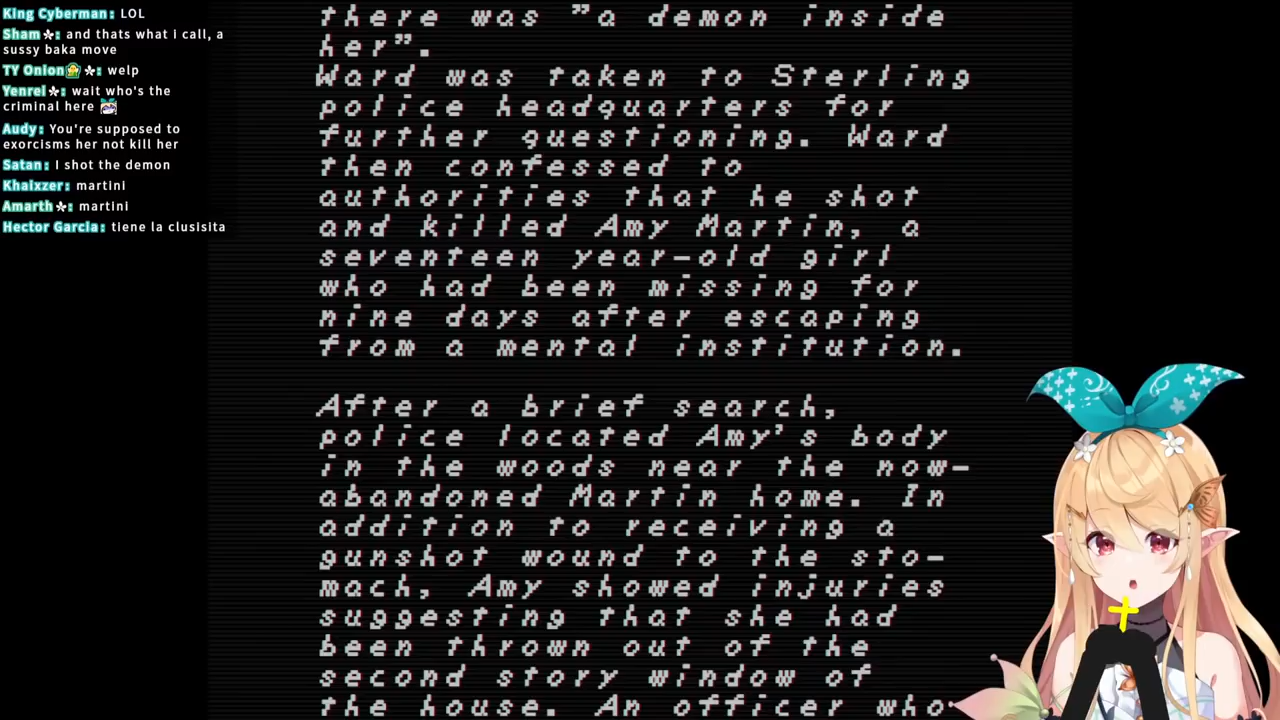 King Cyberman: LOL
Sham: and thats what i call, a
sussy baka move
TY Onion: welp
Yenrei: wait who's the
criminal here
Audy: You're supposed to
exorcisms her not kill her
Satan: I shot the demon
Khalxzer: martini
Amarth: martini
Hector Garcia: tiene la clusisita
there was "a demon inside
her".
Ward was taken to Sterling
police headquarters for
further questioning. Ward
then confessed to
authorities that he shot
and killed Amy Martin, a
seventeen year-old girl
who had been missing for
nine days after escaping
from a mental institution.
After a brief search,
police located Amy's body
in the woods near the now-
abandoned Martin home. In
addition to receiving a
gunshot wound to the sto-
mach, Amy showed injuries
suggesting that she had
been thrown out of the
second story window of
the house. An officer who